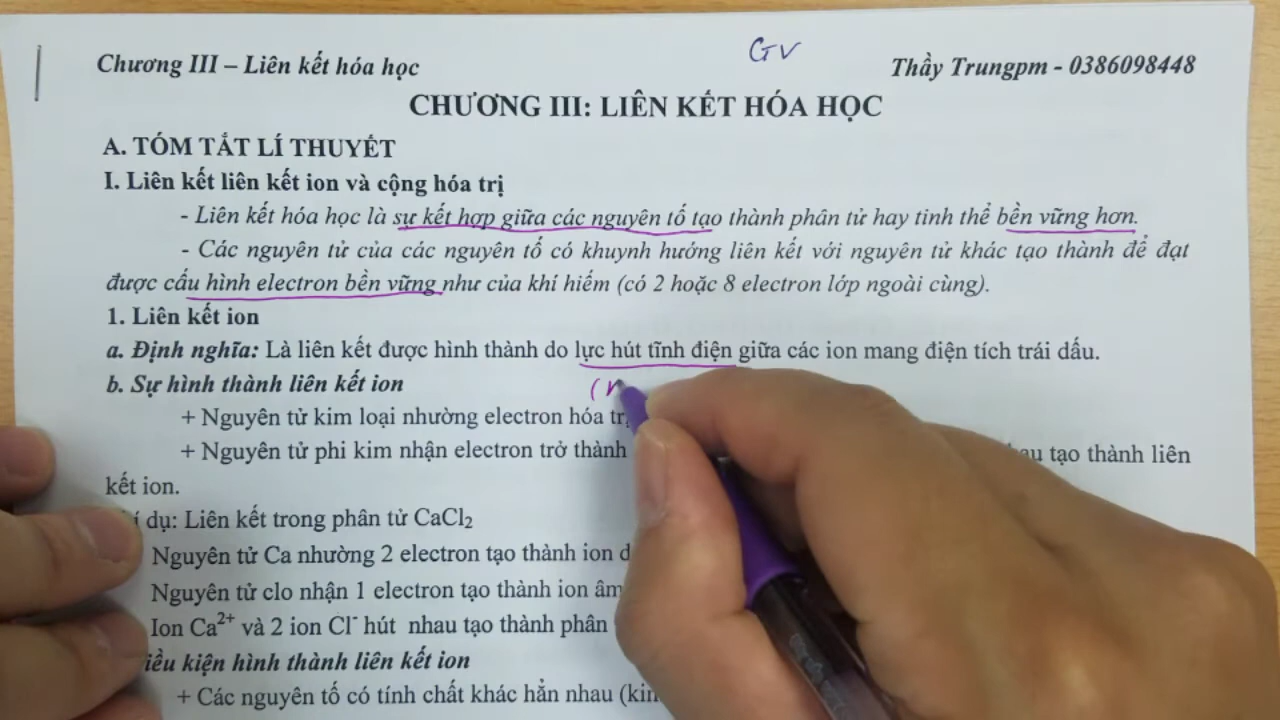 GV
Chương III – Liên kết hóa học
Thầy Trungpm - 0386098448
CHƯƠNG III: LIÊN KẾT HÓA HỌC
A. TÓM TẮT LÍ THUYẾT
I. Liên kết liên kết ion và cộng hóa trị
- Liên kết hóa học là sự kết hợp giữa các nguyên tố tạo thành phân tử hay tinh thể bền vững hơn.
- Các nguyên tử của các nguyên tố có khuynh hướng liên kết với nguyên tử khác tạo thành để đạt
được cấu hình electron bền vững như của khí hiếm (có 2 hoặc 8 electron lớp ngoài cùng).
1. Liên kết ion
a. Định nghĩa: Là liên kết được hình thành do lực hút tĩnh điện giữa các ion mang điện tích trái dấu.
b. Sự hình thành liên kết ion
+ Nguyên tử kim loại nhường electron hóa
+ Nguyên tử phi kim nhận electron trở thành tạo thành liên
kết ion.
dụ: Liên kết trong phân tử CaCl₂
Nguyên tử Ca nhường 2 electron tạo thành ion
Nguyên tử clo nhận 1 electron tạo thành ion âm
Ion Ca²⁺ và 2 ion Cl⁻ hút nhau tạo thành phân
kiện hình thành liên kết ion
+ Các nguyên tố có tính chất khác hẳn nhau